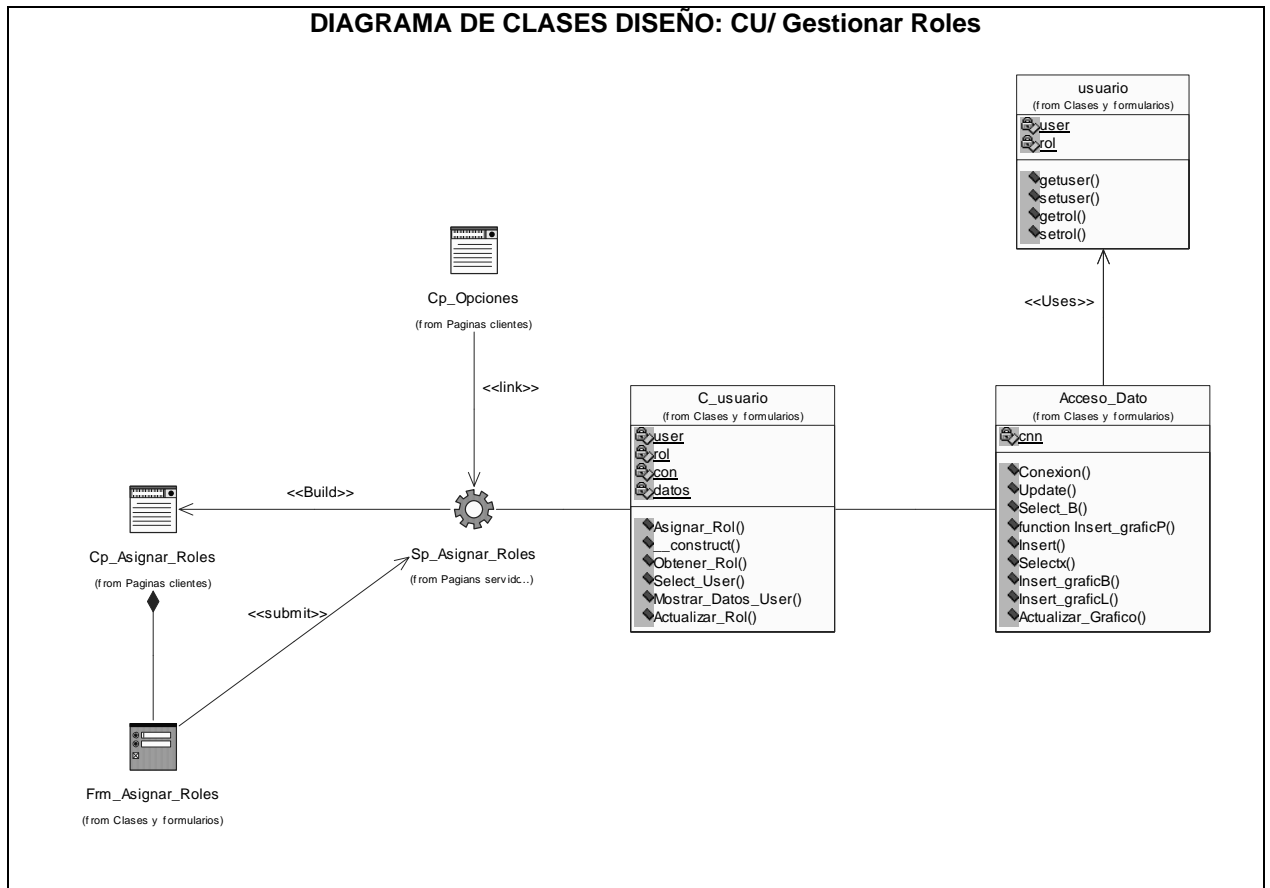 DIAGRAMA DE CLASES DISEÑO: CU/ Gestionar Roles
usuario
(from Clases y formularios)
user
rol
getuser()
setuser()
getrol()
setrol()
<<Uses>>
Cp_Opciones
(from Paginas clientes)
<<link>>
C_usuario
(from Clases y formularios)
user
rol
con
datos
Asignar_Rol()
__construct()
Obtener_Rol()
Select_User()
Mostrar_Datos_User()
Actualizar_Rol()
Acceso_Dato
(from Clases y formularios)
cnn
Conexion()
Update()
Select_B()
function Insert_graficP()
Insert()
Selectx()
Insert_graficB()
Insert_graficL()
Actualizar_Grafico()
<<Build>>
Cp_Asignar_Roles
(from Paginas clientes)
Sp_Asignar_Roles
(from Pagians servidc...)
<<submit>>
Frm_Asignar_Roles
(from Clases y formularios)